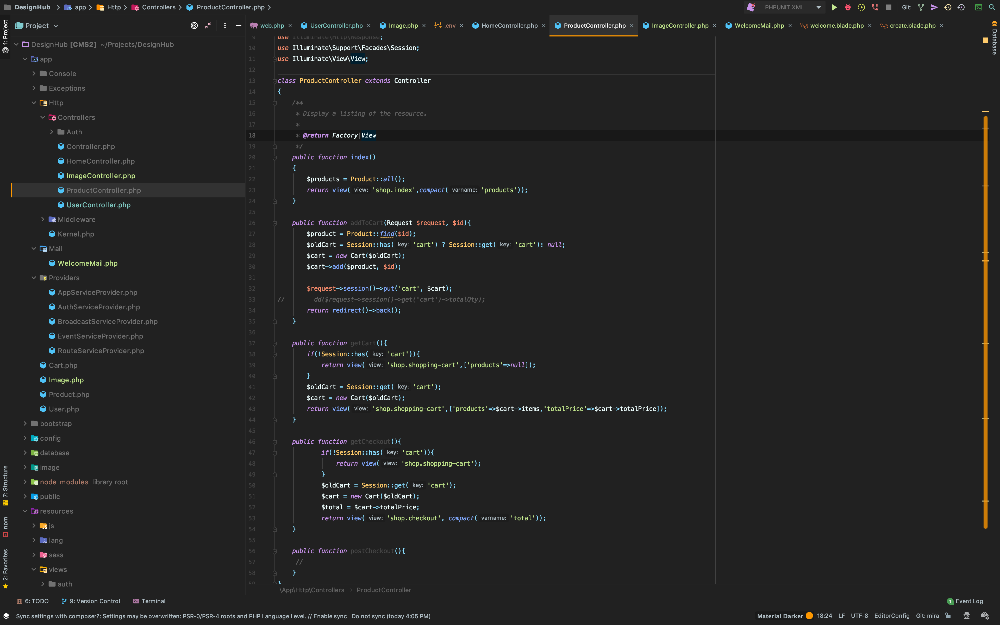 DesignHub > app > Http > Controllers > ProductController.php >
PHPUNIT.XML
Git:
1: Project
Project
web.php
UserController.php
Image.php
.env
HomeController.php
ProductController.php
ImageController.php
WelcomeMail.php
welcome.blade.php
create.blade.php
Database
DesignHub [CMS2] ~/Projects/DesignHub
app
Console
Exceptions
Http
Controllers
Auth
Controller.php
HomeController.php
ImageController.php
ProductController.php
UserController.php
Middleware
Kernel.php
Mail
WelcomeMail.php
Providers
AppServiceProvider.php
AuthServiceProvider.php
BroadcastServiceProvider.php
EventServiceProvider.php
RouteServiceProvider.php
Cart.php
Image.php
Product.php
User.php
bootstrap
config
database
image
node_modules library root
public
resources
js
lang
sass
views
auth
7: Structure
npm
2: Favorites
9 use Illuminate\Http\Response;
10 use Illuminate\Support\Facades\Session;
11 use Illuminate\View\View;
12
13 class ProductController extends Controller
14 {
15 /**
16 * Display a listing of the resource.
17 *
18 * @return Factory|View
19 */
20 public function index()
21 {
22 $products = Product::all();
23 return view( view: 'shop.index',compact( varname: 'products'));
24 }
25
26 public function addToCart(Request $request, $id){
27 $product = Product::find($id);
28 $oldCart = Session::has( key: 'cart') ? Session::get( key: 'cart'): null;
29 $cart = new Cart($oldCart);
30 $cart->add($product, $id);
31
32 $request->session()->put('cart', $cart);
33 // dd($request->session()->get('cart')->totalQty);
34 return redirect()->back();
35 }
36
37 public function getCart(){
38 if(!Session::has( key: 'cart')){
39 return view( view: 'shop.shopping-cart',['products'=>null]);
40 }
41 $oldCart = Session::get( key: 'cart');
42 $cart = new Cart($oldCart);
43 return view( view: 'shop.shopping-cart',['products'=>$cart->items,'totalPrice'=>$cart->totalPrice]);
44 }
45
46 public function getCheckout(){
47 if(!Session::has( key: 'cart')){
48 return view( view: 'shop.shopping-cart');
49 }
50 $oldCart = Session::get( key: 'cart');
51 $cart = new Cart($oldCart);
52 $total = $cart->totalPrice;
53 return view( view: 'shop.checkout', compact( varname: 'total'));
54 }
55
56 public function postCheckout(){
57 //
58 }
59 }
\App\Http\Controllers > ProductController
6: TODO
9: Version Control
Terminal
1 Event Log
Sync settings with composer?: Settings may be overwritten: PSR-0/PSR-4 roots and PHP Language Level. // Enable sync Do not sync (today 4:05 PM)
Material Darker 18:24 LF UTF-8 EditorConfig Git: mira